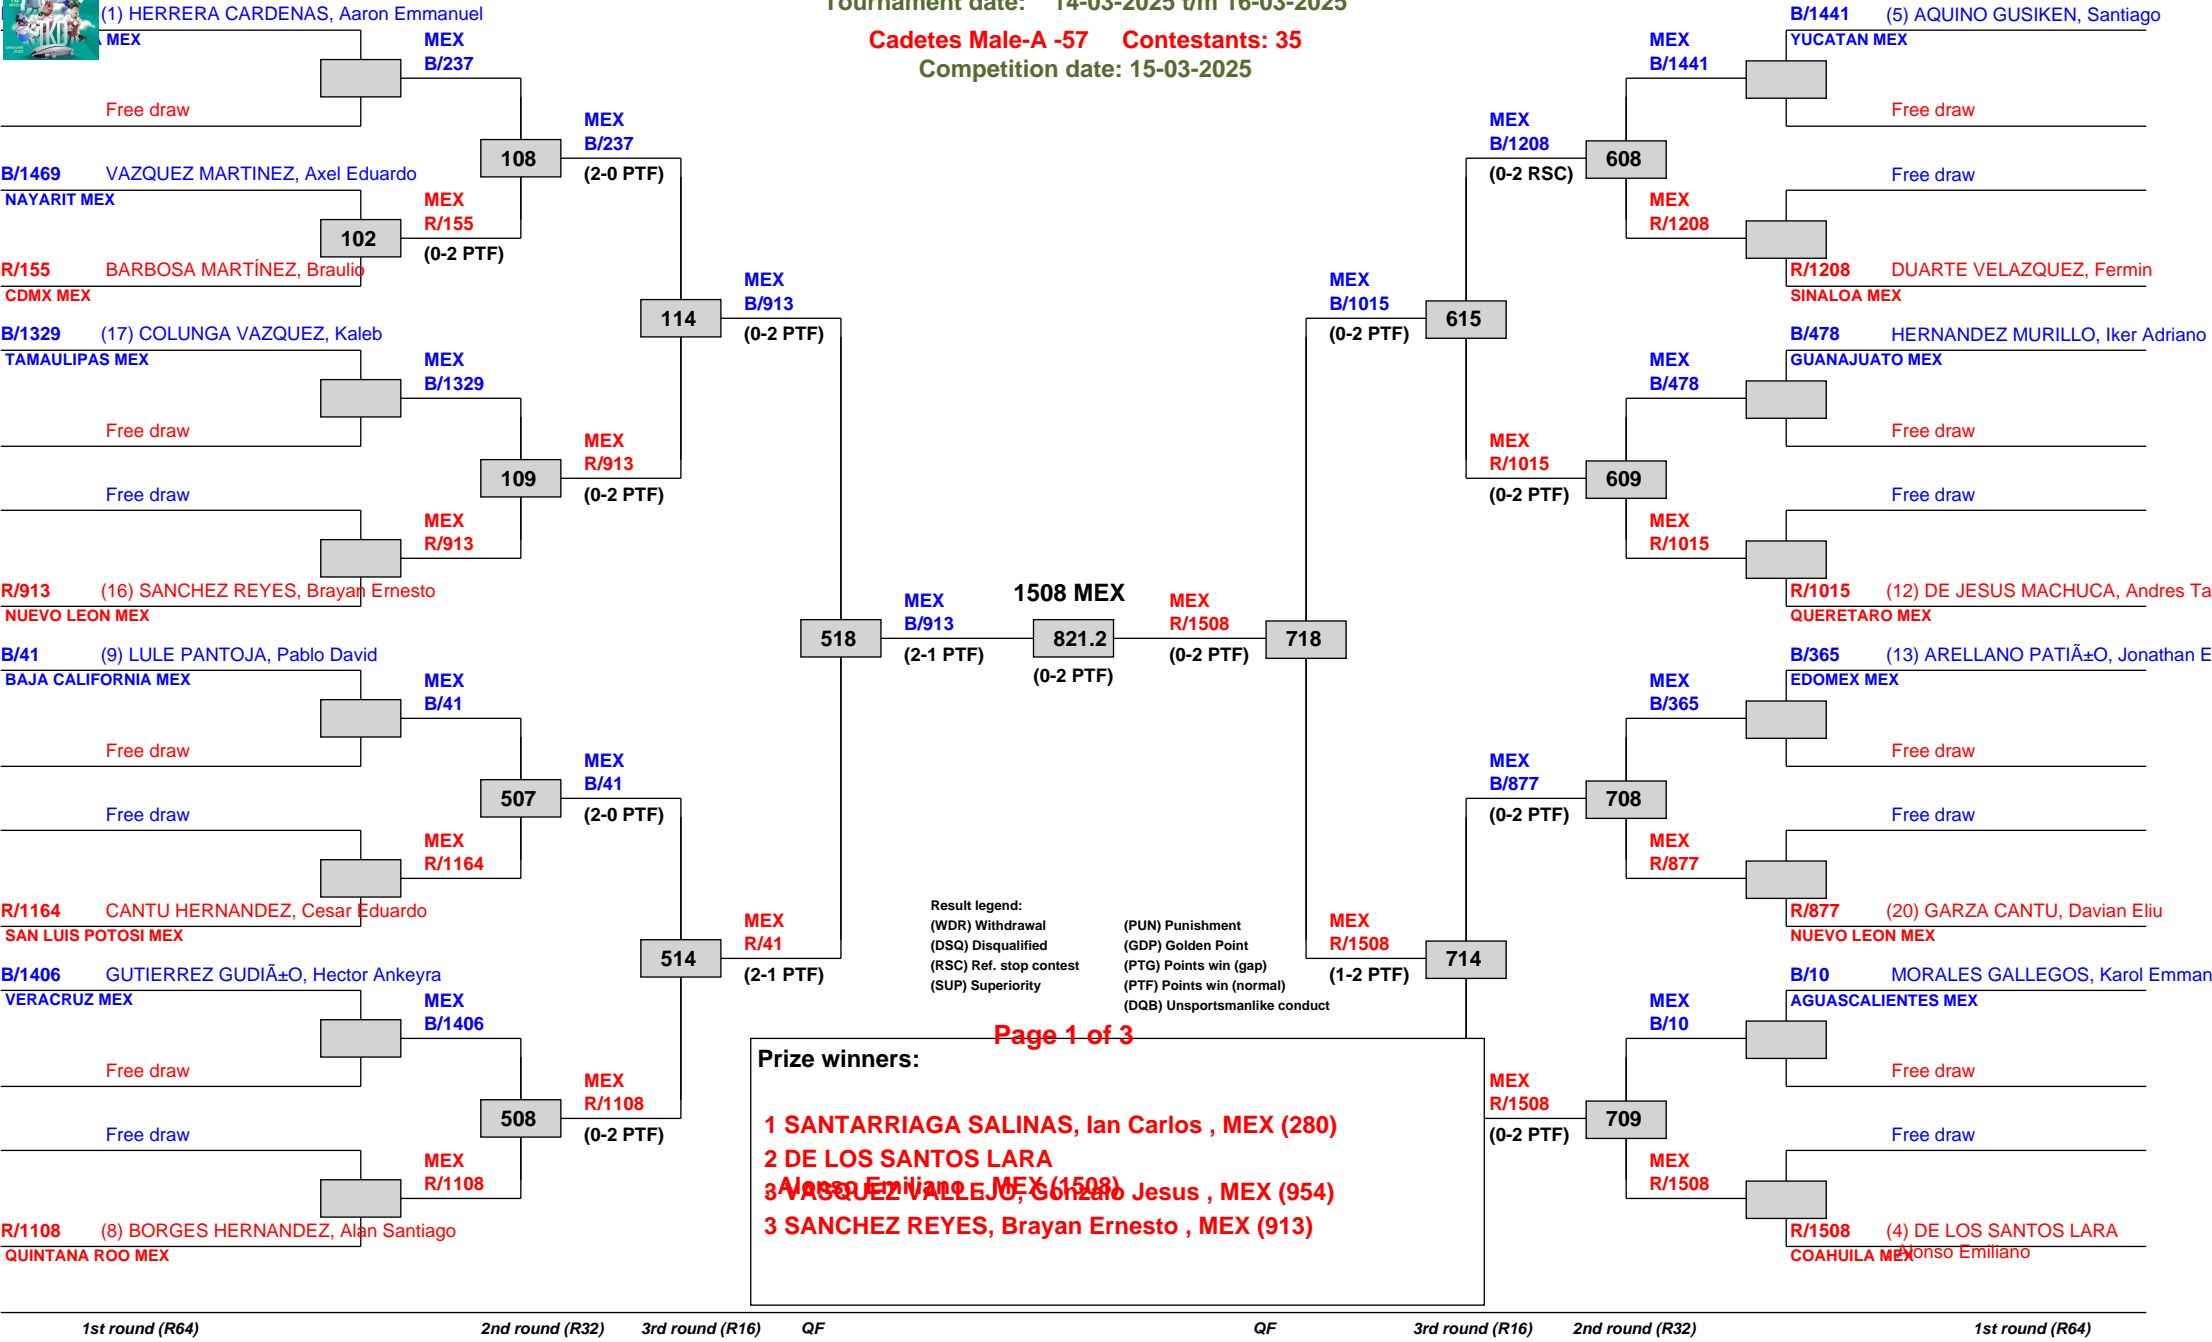 Tournament date: 14-03-2025 t/m 16-03-2025
Cadetes Male-A -57 Contestants: 35
Competition date: 15-03-2025
(1) HERRERA CARDENAS, Aaron Emmanuel
MEX
Free draw
B/1469 VAZQUEZ MARTINEZ, Axel Eduardo
NAYARIT MEX
R/155 BARBOSA MARTÍNEZ, Braulio
CDMX MEX
B/1329 (17) COLUNGA VAZQUEZ, Kaleb
TAMAULIPAS MEX
Free draw
Free draw
R/913 (16) SANCHEZ REYES, Brayan Ernesto
NUEVO LEON MEX
B/41 (9) LULE PANTOJA, Pablo David
BAJA CALIFORNIA MEX
Free draw
Free draw
R/1164 CANTU HERNANDEZ, Cesar Eduardo
SAN LUIS POTOSI MEX
B/1406 GUTIERREZ GUDIÃ±O, Hector Ankeyra
VERACRUZ MEX
Free draw
Free draw
R/1108 (8) BORGES HERNANDEZ, Alan Santiago
QUINTANA ROO MEX
MEX
B/237
102
MEX
R/155
(0-2 PTF)
MEX
B/1329
MEX
R/913
MEX
B/41
MEX
R/1164
MEX
B/1406
MEX
R/1108
108
MEX
B/237
(2-0 PTF)
109
MEX
R/913
(0-2 PTF)
507
MEX
B/41
(2-0 PTF)
508
MEX
R/1108
(0-2 PTF)
114
MEX
B/913
(0-2 PTF)
514
MEX
R/41
(2-1 PTF)
518
MEX
B/913
(2-1 PTF)
1508 MEX
821.2
(0-2 PTF)
MEX
R/1508
(0-2 PTF)
718
MEX
B/1015
(0-2 PTF)
615
MEX
R/1508
(1-2 PTF)
714
MEX
B/1208
(0-2 RSC)
608
MEX
R/1015
(0-2 PTF)
609
MEX
B/877
(0-2 PTF)
708
MEX
R/1508
(0-2 PTF)
709
MEX
B/1441
MEX
R/1208
MEX
B/478
MEX
R/1015
MEX
B/365
MEX
R/877
MEX
B/10
MEX
R/1508
B/1441 (5) AQUINO GUSIKEN, Santiago
YUCATAN MEX
Free draw
Free draw
R/1208 DUARTE VELAZQUEZ, Fermin
SINALOA MEX
B/478 HERNANDEZ MURILLO, Iker Adriano
GUANAJUATO MEX
Free draw
Free draw
R/1015 (12) DE JESUS MACHUCA, Andres Ta
QUERETARO MEX
B/365 (13) ARELLANO PATIÃ±O, Jonathan E
EDOMEX MEX
Free draw
Free draw
R/877 (20) GARZA CANTU, Davian Eliu
NUEVO LEON MEX
B/10 MORALES GALLEGOS, Karol Emman
AGUASCALIENTES MEX
Free draw
Free draw
R/1508 (4) DE LOS SANTOS LARA
, Alonso Emiliano
COAHUILA MEX
Result legend:
(WDR) Withdrawal (PUN) Punishment
(DSQ) Disqualified (GDP) Golden Point
(RSC) Ref. stop contest (PTG) Points win (gap)
(SUP) Superiority (PTF) Points win (normal)
(DQB) Unsportsmanlike conduct
Page 1 of 3
Prize winners:
1 SANTARRIAGA SALINAS, Ian Carlos , MEX (280)
2 DE LOS SANTOS LARA
, Alonso Emiliano , MEX (1508)
3 VASQUEZ VALLEJO, Gonzalo Jesus , MEX (954)
3 SANCHEZ REYES, Brayan Ernesto , MEX (913)
1st round (R64) 2nd round (R32) 3rd round (R16) QF QF 3rd round (R16) 2nd round (R32) 1st round (R64)